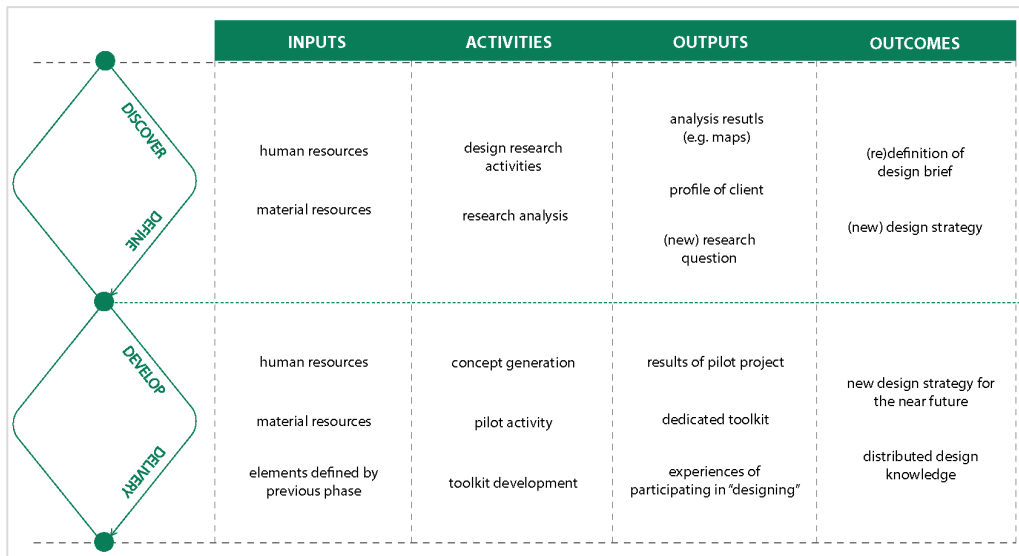 INPUTS
ACTIVITIES
OUTPUTS
OUTCOMES
DISCOVER
DEFINE
human resources
material resources
design research
activities
research analysis
analysis resutls
(e.g. maps)
profile of client
(new) research
question
(re)definition of
design brief
(new) design strategy
DEVELOP
DELIVERY
human resources
material resources
elements defined by
previous phase
concept generation
pilot activity
toolkit development
results of pilot project
dedicated toolkit
experiences of
participating in “designing”
new design strategy for
the near future
distributed design
knowledge